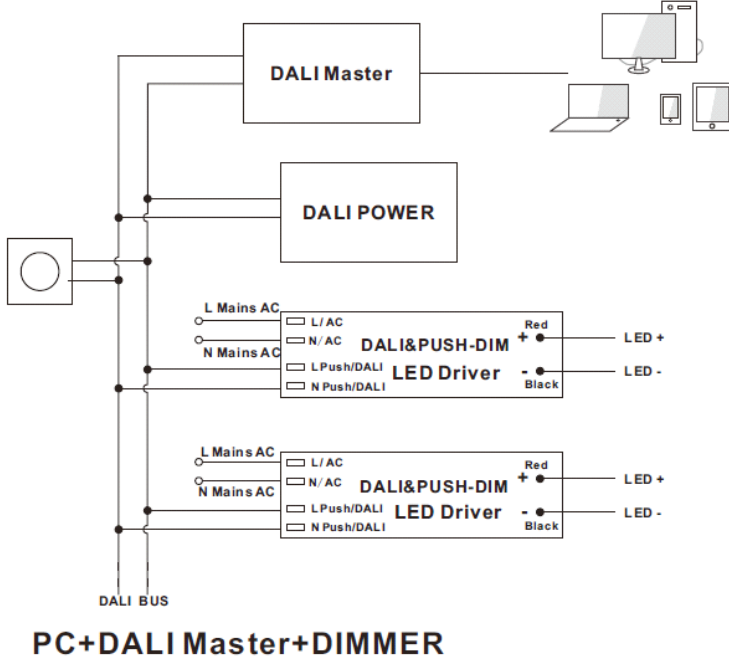 DALI Master
DALI POWER
L Mains AC
N Mains AC
L/AC
N/AC
L Push/DALI
N Push/DALI
DALI&PUSH-DIM
LED Driver
Red
+
-
Black
LED +
LED -
L Mains AC
N Mains AC
L/AC
N/AC
L Push/DALI
N Push/DALI
DALI&PUSH-DIM
LED Driver
Red
+
-
Black
LED +
LED -
DALI BUS
PC+DALI Master+DIMMER